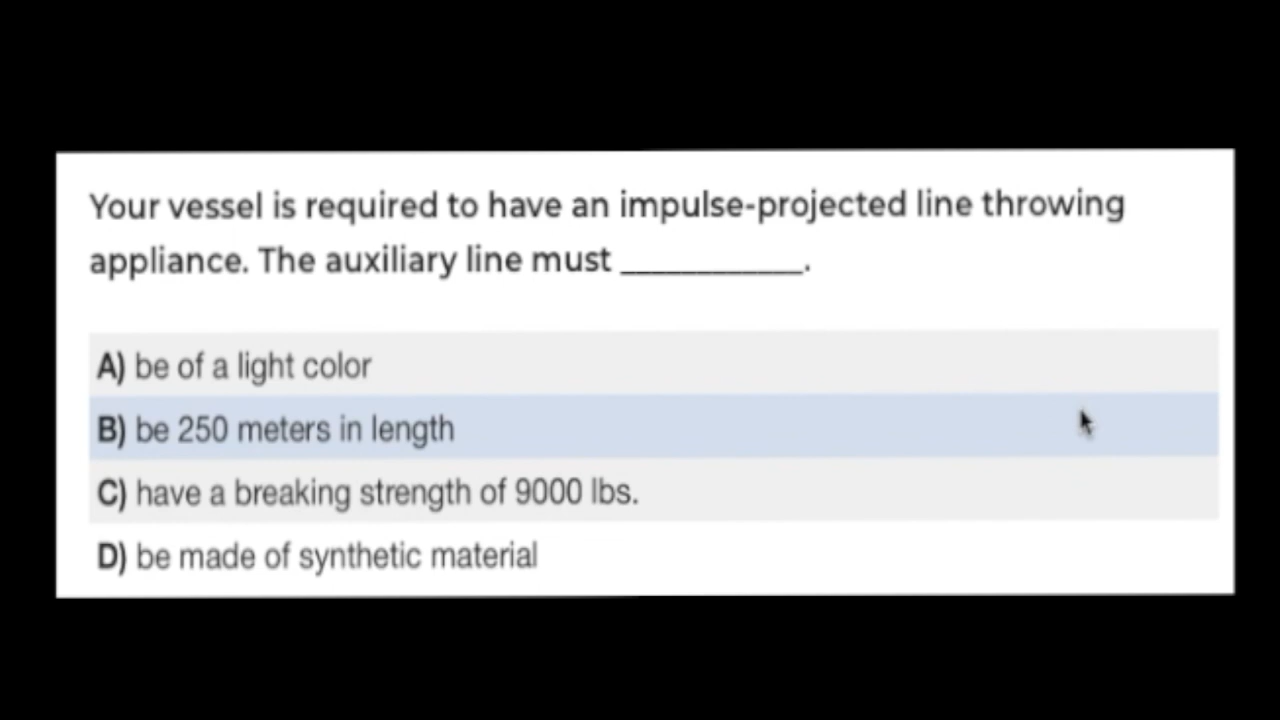 Your vessel is required to have an impulse-projected line throwing
appliance. The auxiliary line must ___________.
A) be of a light color
B) be 250 meters in length
C) have a breaking strength of 9000 lbs.
D) be made of synthetic material